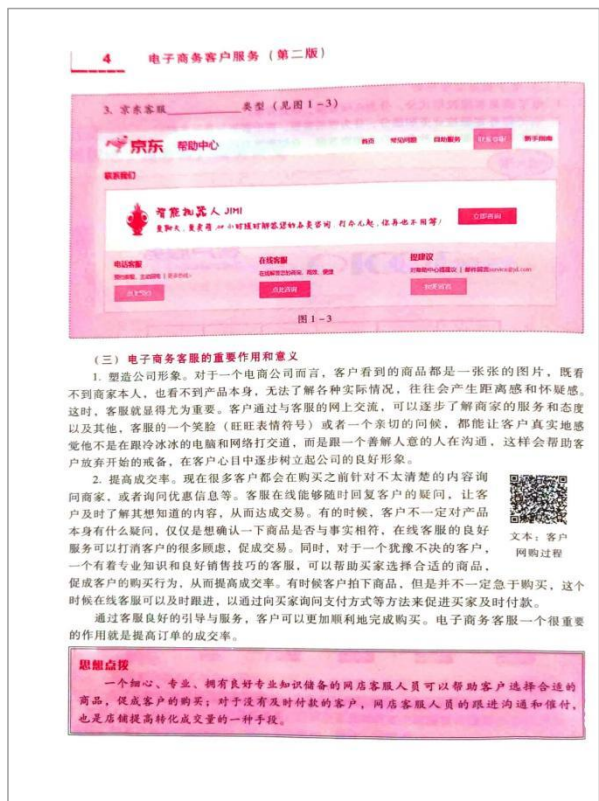 4 电子商务客户服务（第二版）
3. 京东客服__________类型（见图1-3）
京东 帮助中心 首页 常见问题 自助服务 联系客服 新手指南
联系我们
智能机器人 JIMI
立即咨询
电话客服 在线客服 提建议
点此咨询
图1-3
（三）电子商务客服的重要作用和意义
1. 塑造公司形象。对于一个电商公司而言，客户看到的商品都是一张张的图片，既看
不到商家本人，也看不到产品本身，无法了解各种实际情况，往往会产生距离感和怀疑感。
这时，客服就显得尤为重要。客户通过与客服的网上交流，可以逐步了解商家的服务和态度
以及其他，客服的一个笑脸（旺旺表情符号）或者一个亲切的问候，都能让客户真实地感
觉他不是在跟冷冰冰的电脑和网络打交道，而是跟一个善解人意的人在沟通，这样会帮助客
户放弃开始的戒备，在客户心目中逐步树立起公司的良好形象。
2. 提高成交率。现在很多客户都会在购买之前针对不太清楚的内容询
问商家，或者询问优惠信息等。客服在线能够随时回复客户的疑问，让客
户及时了解其想知道的内容，从而达成交易。有的时候，客户不一定对产品
本身有什么疑问，仅仅是想确认一下商品是否与事实相符，在线客服的良好
服务可以打消客户的很多顾虑，促成交易。同时，对于一个犹豫不决的客户，
一个有着专业知识和良好销售技巧的客服，可以帮助买家选择合适的商品，
促成客户的购买行为，从而提高成交率。有时候客户拍下商品，但是并不一定急于购买，这个
时候在线客服可以及时跟进，以通过向买家询问支付方式等方法来促进买家及时付款。
文本：客户
网购过程
通过客服良好的引导与服务，客户可以更加顺利地完成购买。电子商务客服一个很重要
的作用就是提高订单的成交率。
思想点拨
一个细心、专业、拥有良好专业知识储备的网店客服人员可以帮助客户选择合适的
商品，促成客户的购买；对于没有及时付款的客户，网店客服人员的跟进沟通和催付，
也是店铺提高转化成交量的一种手段。